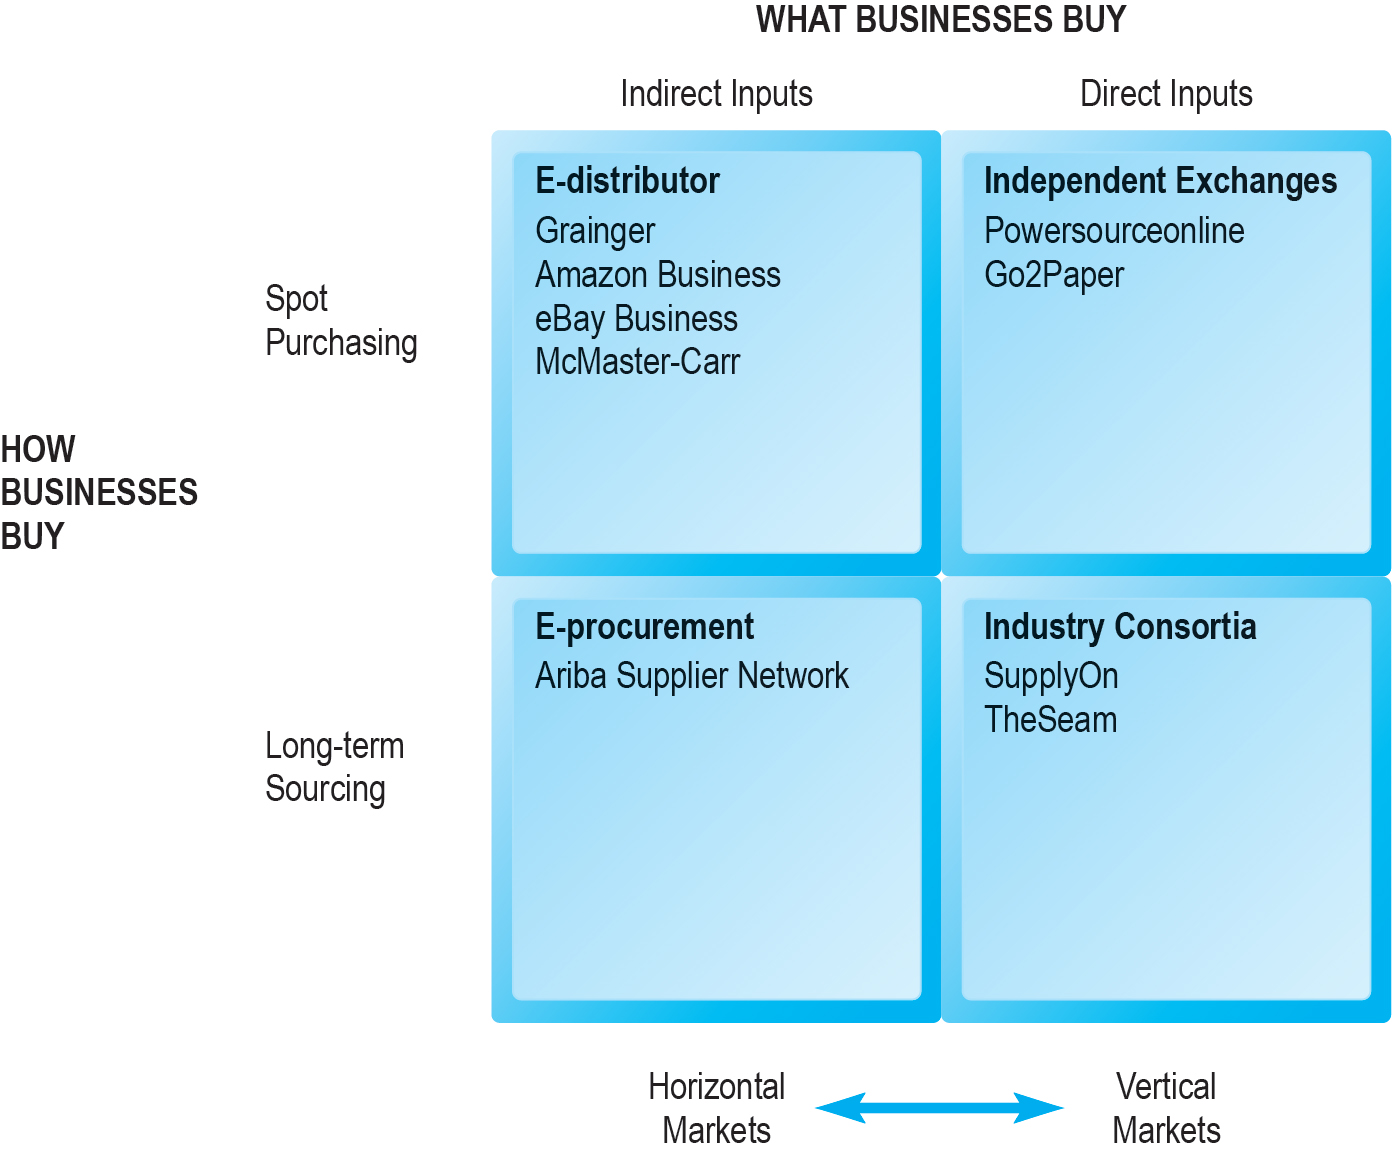 WHAT BUSINESSES BUY
Indirect Inputs
Direct Inputs
HOW
BUSINESSES
BUY
Spot
Purchasing
E-distributor
Grainger
Amazon Business
eBay Business
McMaster-Carr
Independent Exchanges
Powersourceonline
Go2Paper
Long-term
Sourcing
E-procurement
Ariba Supplier Network
Industry Consortia
SupplyOn
TheSeam
Horizontal
Markets
Vertical
Markets